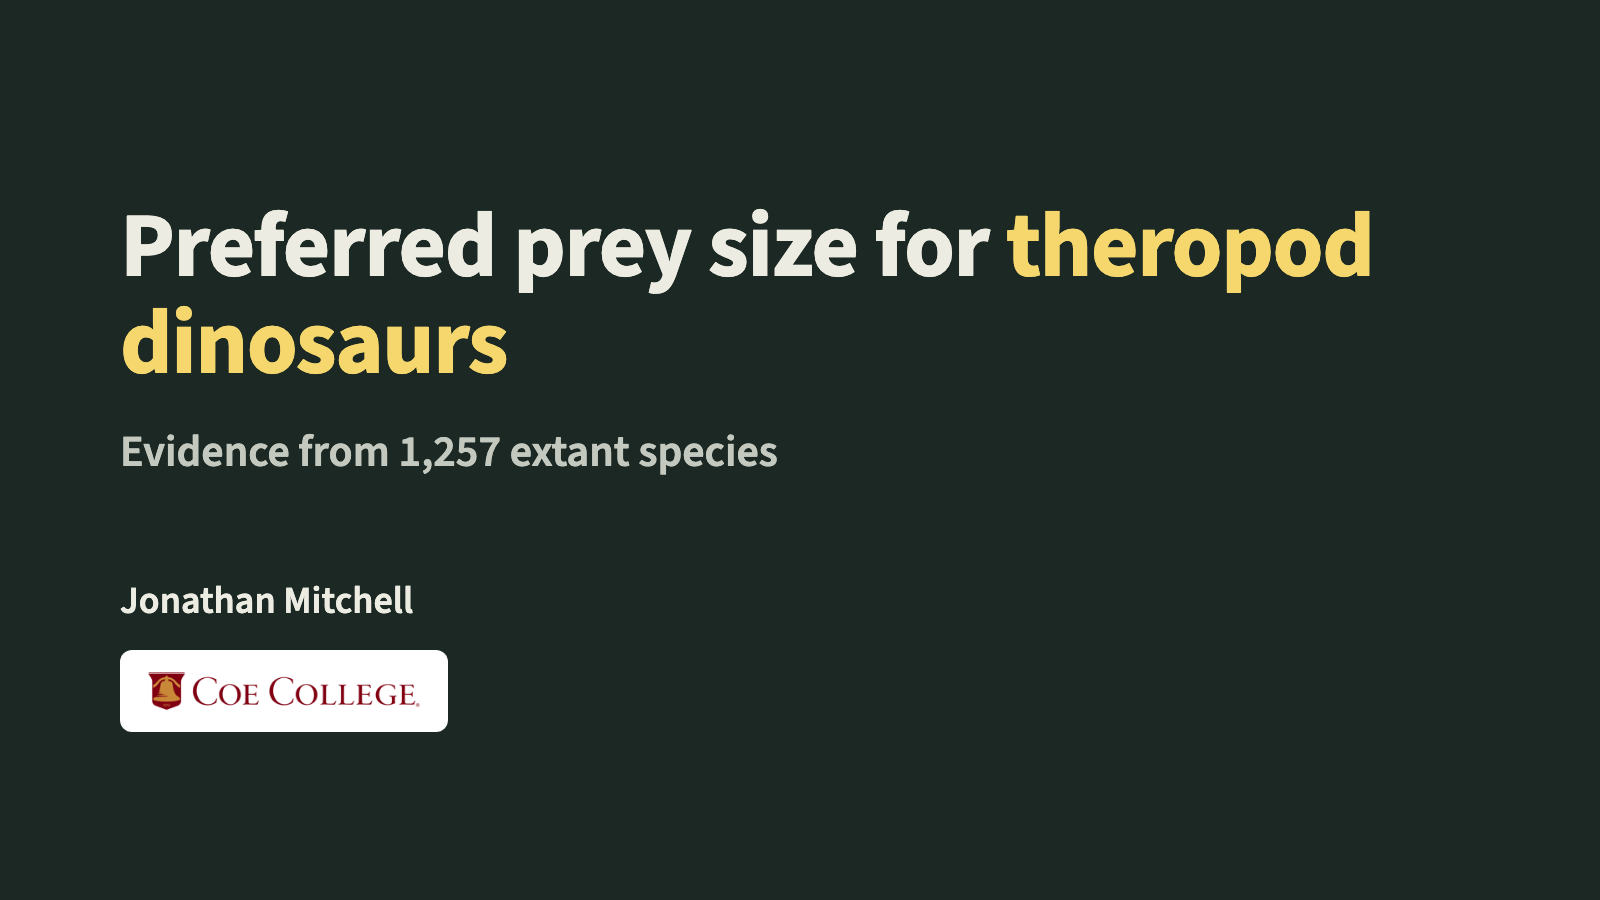 Preferred prey size for theropod
dinosaurs
Evidence from 1,257 extant species
Jonathan Mitchell
COE COLLEGE.